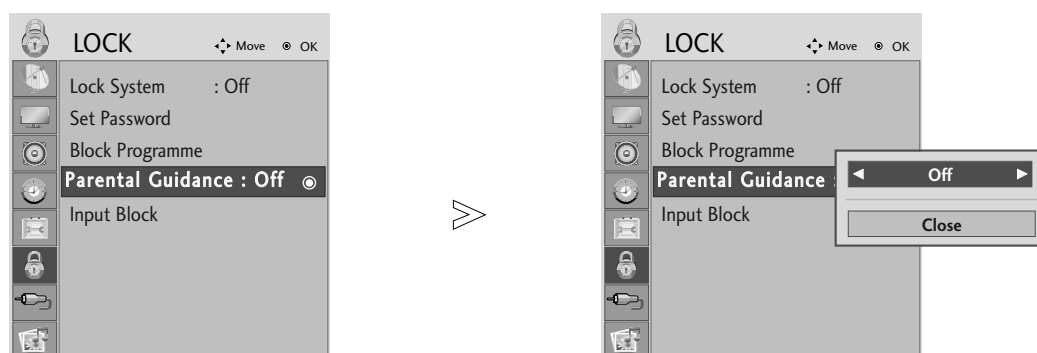 LOCK Move OK
Lock System : Off
Set Password
Block Programme
Parental Guidance : Off
Input Block
LOCK Move OK
Lock System : Off
Set Password
Block Programme
Parental Guidance :
Input Block
Off
Close